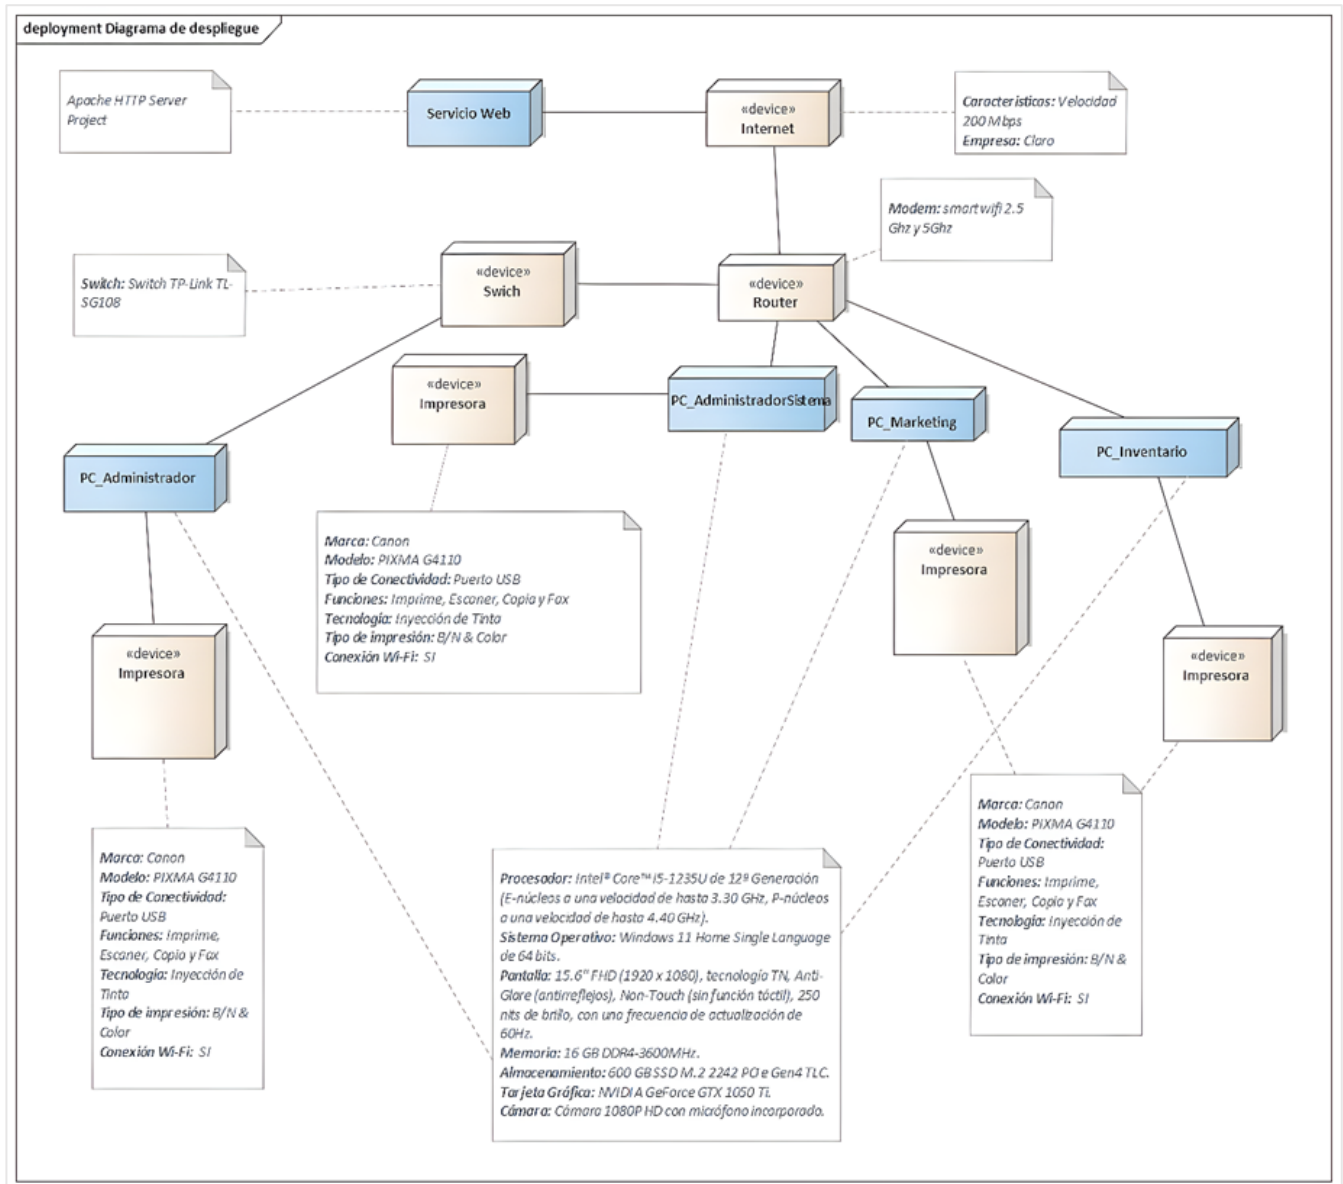 deployment Diagrama de despliegue
Apache HTTP Server
Project
Servicio Web
«device»
Internet
Características: Velocidad
200 Mbps
Empresa: Claro
Modem: smart wifi 2.5
Ghz y 5Ghz
Switch: Switch TP-Link TL-
SG108
«device»
Swich
«device»
Router
«device»
Impresora
PC_AdministradorSistema
PC_Marketing
PC_Inventario
PC_Administrador
Marca: Canon
Modelo: PIXMA G4110
Tipo de Conectividad: Puerto USB
Funciones: Imprime, Escaner, Copia y Fax
Tecnología: Inyección de Tinta
Tipo de impresión: B/N & Color
Conexión Wi-Fi: SI
«device»
Impresora
«device»
Impresora
«device»
Impresora
Marca: Canon
Modelo: PIXMA G4110
Tipo de Conectividad:
Puerto USB
Funciones: Imprime,
Escaner, Copia y Fax
Tecnología: Inyección de
Tinta
Tipo de impresión: B/N &
Color
Conexión Wi-Fi: SI
Procesador: Intel® Core™ i5-1235U de 12ª Generación
(E-núcleos a una velocidad de hasta 3.30 GHz, P-núcleos
a una velocidad de hasta 4.40 GHz).
Sistema Operativo: Windows 11 Home Single Language
de 64 bits.
Pantalla: 15.6" FHD (1920 x 1080), tecnología TN, Anti-
Glare (antirreflejos), Non-Touch (sin función táctil), 250
nits de brillo, con una frecuencia de actualización de
60Hz.
Memoria: 16 GB DDR4-3600MHz.
Almacenamiento: 600 GB SSD M.2 2242 PCIe Gen4 TLC.
Tarjeta Gráfica: NVIDIA GeForce GTX 1050 Ti.
Cámara: Cámara 1080P HD con micrófono incorporado.
Marca: Canon
Modelo: PIXMA G4110
Tipo de Conectividad:
Puerto USB
Funciones: Imprime,
Escaner, Copia y Fax
Tecnología: Inyección de
Tinta
Tipo de impresión: B/N &
Color
Conexión Wi-Fi: SI